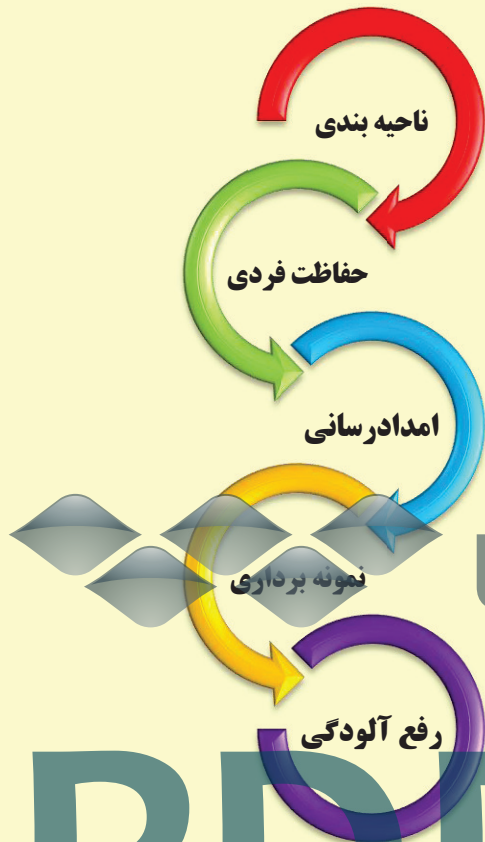 ناحیه بندی
حفاظت فردی
امدادرسانی
نمونه برداری
رفع آلودگی